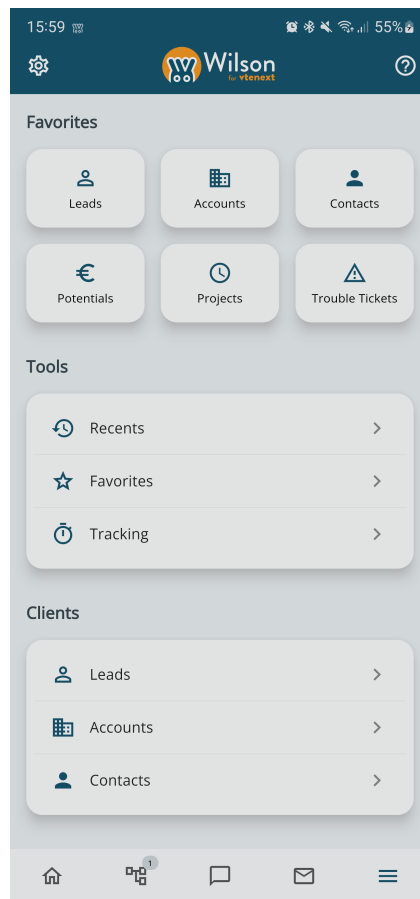 15:59 55%
Wilson
for vtenext
Favorites
Leads Accounts Contacts
Potentials Projects Trouble Tickets
Tools
Recents
Favorites
Tracking
Clients
Leads
Accounts
Contacts
1